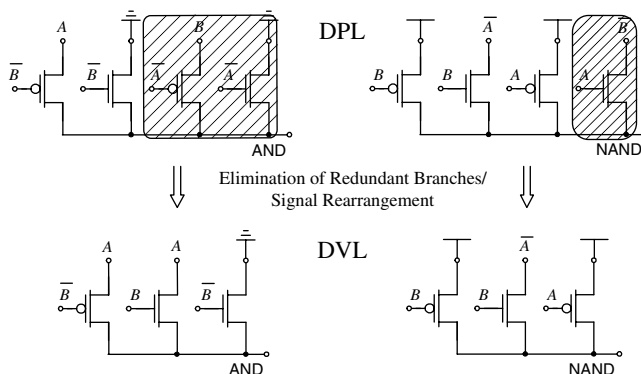 A B DPL A̅ B̅
B̅ B̅ A̅ A̅ B B A A
AND NAND
Elimination of Redundant Branches/
Signal Rearrangement
A A DVL A̅
B̅ B B̅ B B A
AND NAND